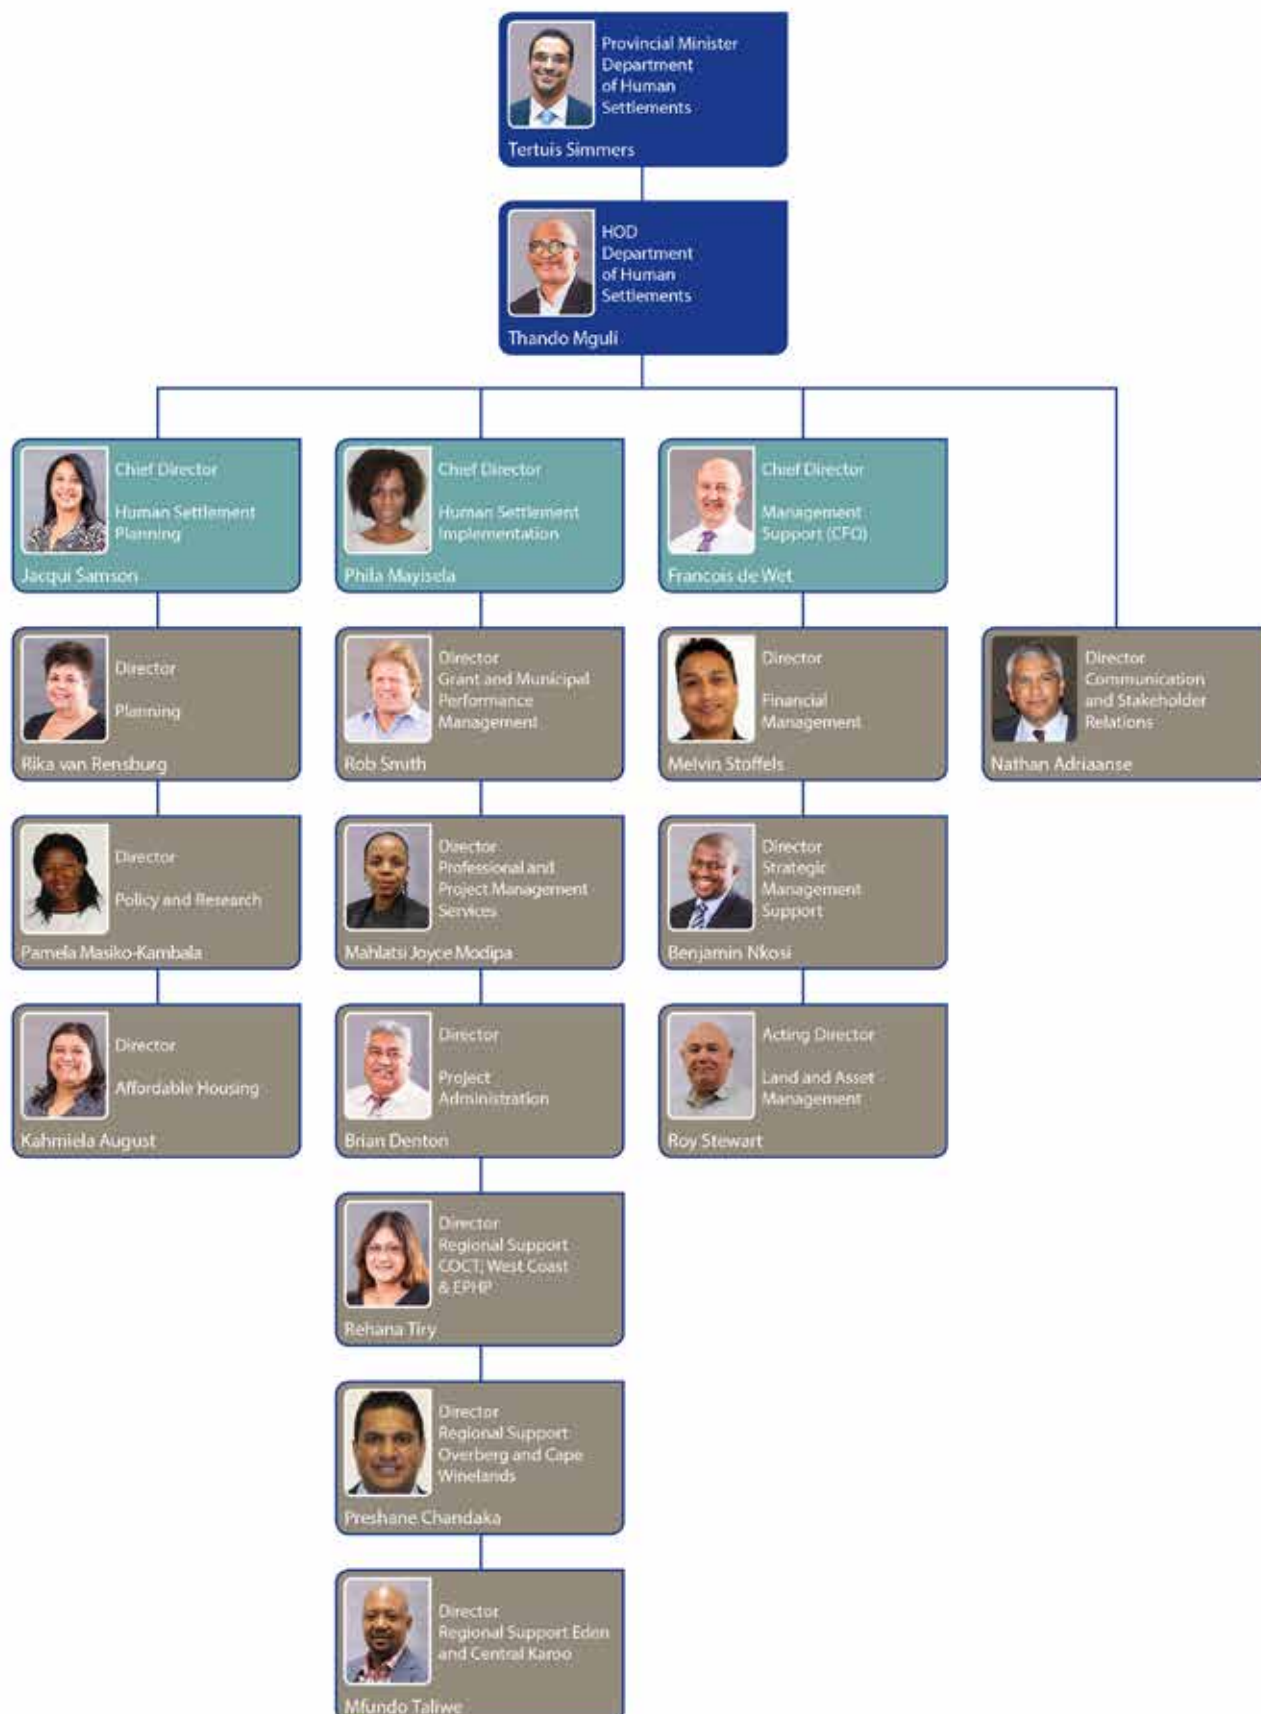 Provincial Minister
Department
of Human
Settlements
Tertuis Simmers
HOD
Department
of Human
Settlements
Thando Mguli
Chief Director
Human Settlement
Planning
Jacqui Samson
Chief Director
Human Settlement
Implementation
Phila Mayisela
Chief Director
Management
Support (CFO)
Francois de Wet
Director
Planning
Rika van Rensburg
Director
Grant and Municipal
Performance
Management
Rob Smith
Director
Financial
Management
Melvin Stoffels
Director
Communication
and Stakeholder
Relations
Nathan Adriaanse
Director
Policy and Research
Pamela Masiko-Kambala
Director
Professional and
Project Management
Services
Mahlatsi Joyce Modipa
Director
Strategic
Management
Support
Benjamin Nkosi
Director
Affordable Housing
Kahmiela August
Director
Project
Administration
Brian Denton
Acting Director
Land and Asset
Management
Roy Stewart
Director
Regional Support
COCT, West Coast
& EPHP
Rehana Tiry
Director
Regional Support
Overberg and Cape
Winelands
Preshane Chandaka
Director
Regional Support Eden
and Central Karoo
Mfundo Taliwe